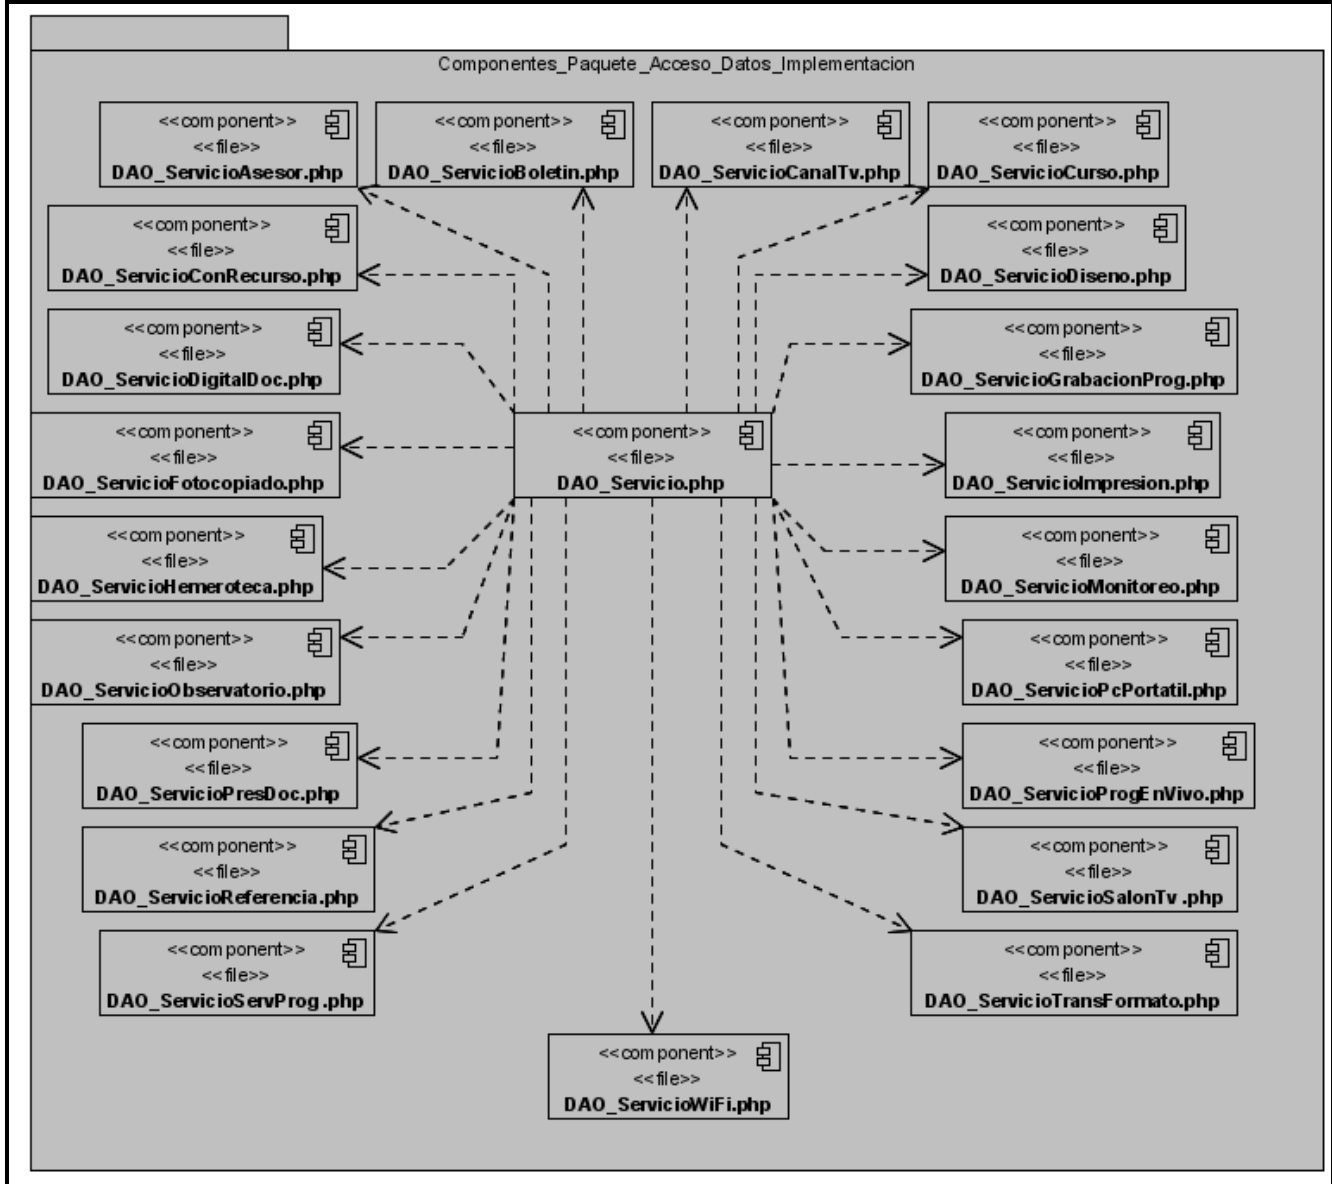 Componentes_Paquete_Acceso_Datos_Implementacion
<<component>>
<<file>>
DAO_ServicioAsesor.php
<<component>>
<<file>>
DAO_ServicioBoletin.php
<<component>>
<<file>>
DAO_ServicioCanalTv.php
<<component>>
<<file>>
DAO_ServicioCurso.php
<<component>>
<<file>>
DAO_ServicioConRecurso.php
<<component>>
<<file>>
DAO_ServicioDiseno.php
<<component>>
<<file>>
DAO_ServicioDigitalDoc.php
<<component>>
<<file>>
DAO_ServicioGrabacionProg.php
<<component>>
<<file>>
DAO_ServicioFotocopiado.php
<<component>>
<<file>>
DAO_Servicio.php
<<component>>
<<file>>
DAO_ServicioImpresion.php
<<component>>
<<file>>
DAO_ServicioHemeroteca.php
<<component>>
<<file>>
DAO_ServicioMonitoreo.php
<<component>>
<<file>>
DAO_ServicioObservatorio.php
<<component>>
<<file>>
DAO_ServicioPcPortatil.php
<<component>>
<<file>>
DAO_ServicioPresDoc.php
<<component>>
<<file>>
DAO_ServicioProgEnVivo.php
<<component>>
<<file>>
DAO_ServicioReferencia.php
<<component>>
<<file>>
DAO_ServicioSalonTv.php
<<component>>
<<file>>
DAO_ServicioServProg.php
<<component>>
<<file>>
DAO_ServicioTransFormato.php
<<component>>
<<file>>
DAO_ServicioWiFi.php